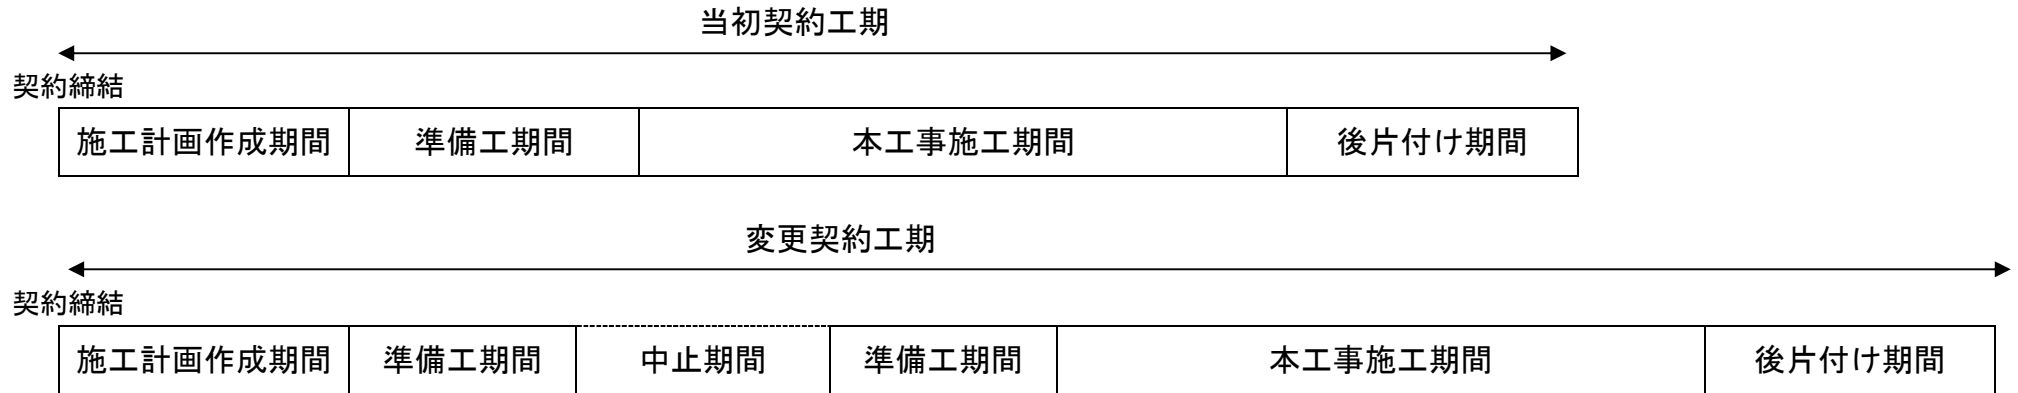 当初契約工期
契約締結
施工計画作成期間 準備工期間 本工事施工期間 後片付け期間
変更契約工期
契約締結
施工計画作成期間 準備工期間 中止期間 準備工期間 本工事施工期間 後片付け期間